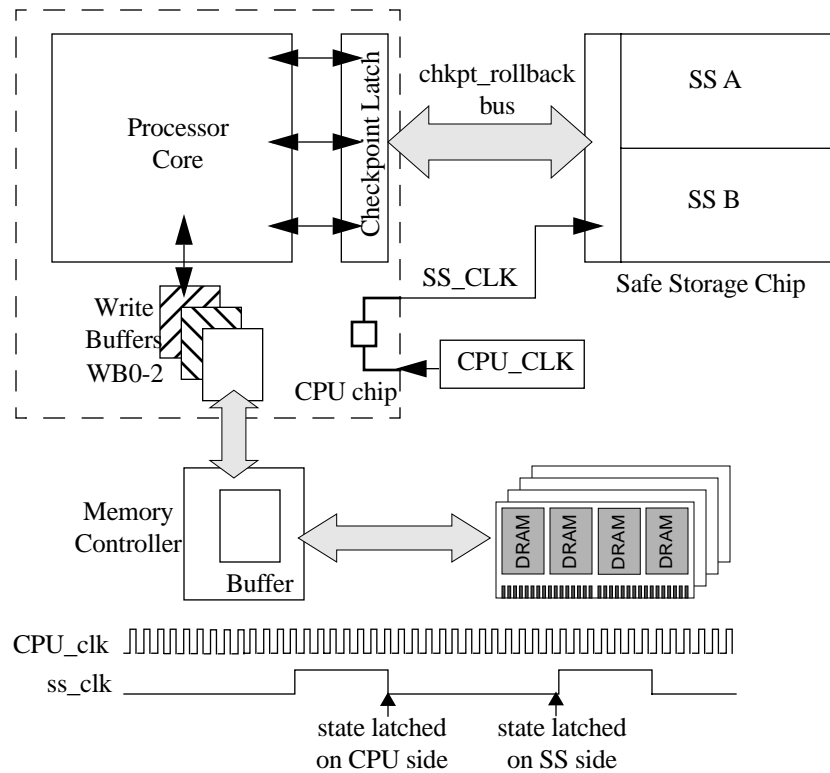 Processor
Core
Checkpoint Latch
chkpt_rollback
bus
SS A
SS B
Safe Storage Chip
SS_CLK
CPU_CLK
CPU chip
Write
Buffers
WB0-2
Memory
Controller
Buffer
DRAM
DRAM
DRAM
DRAM
CPU_clk
ss_clk
state latched
on CPU side
state latched
on SS side